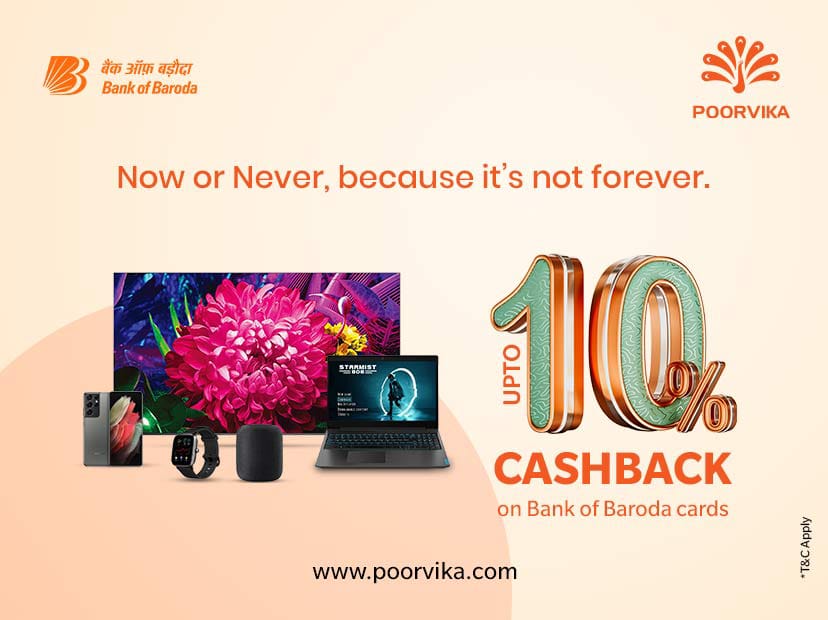 बैंक ऑफ़ बड़ौदा
Bank of Baroda
POORVIKA
Now or Never, because it's not forever.
UPTO
10%
STARMIST
CASHBACK
on Bank of Baroda cards
www.poorvika.com
*T&C Apply